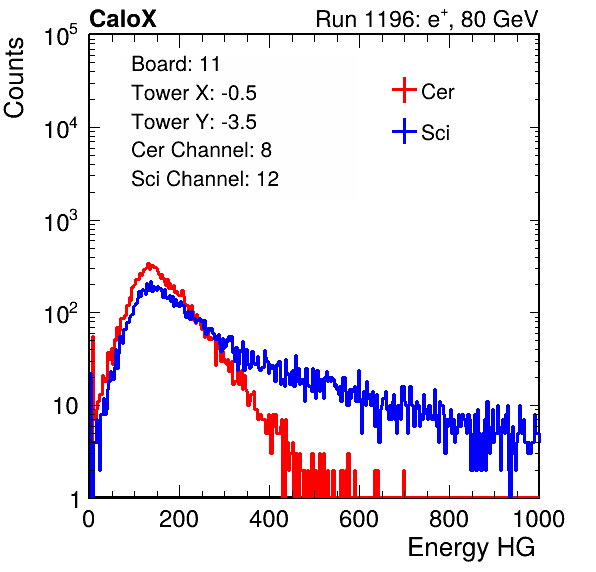 CaloX Run 1196: e⁺, 80 GeV
Counts
10⁵
10⁴
10³
10²
10
1
Board: 11
Tower X: -0.5
Tower Y: -3.5
Cer Channel: 8
Sci Channel: 12
Cer
Sci
0 200 400 600 800 1000
Energy HG